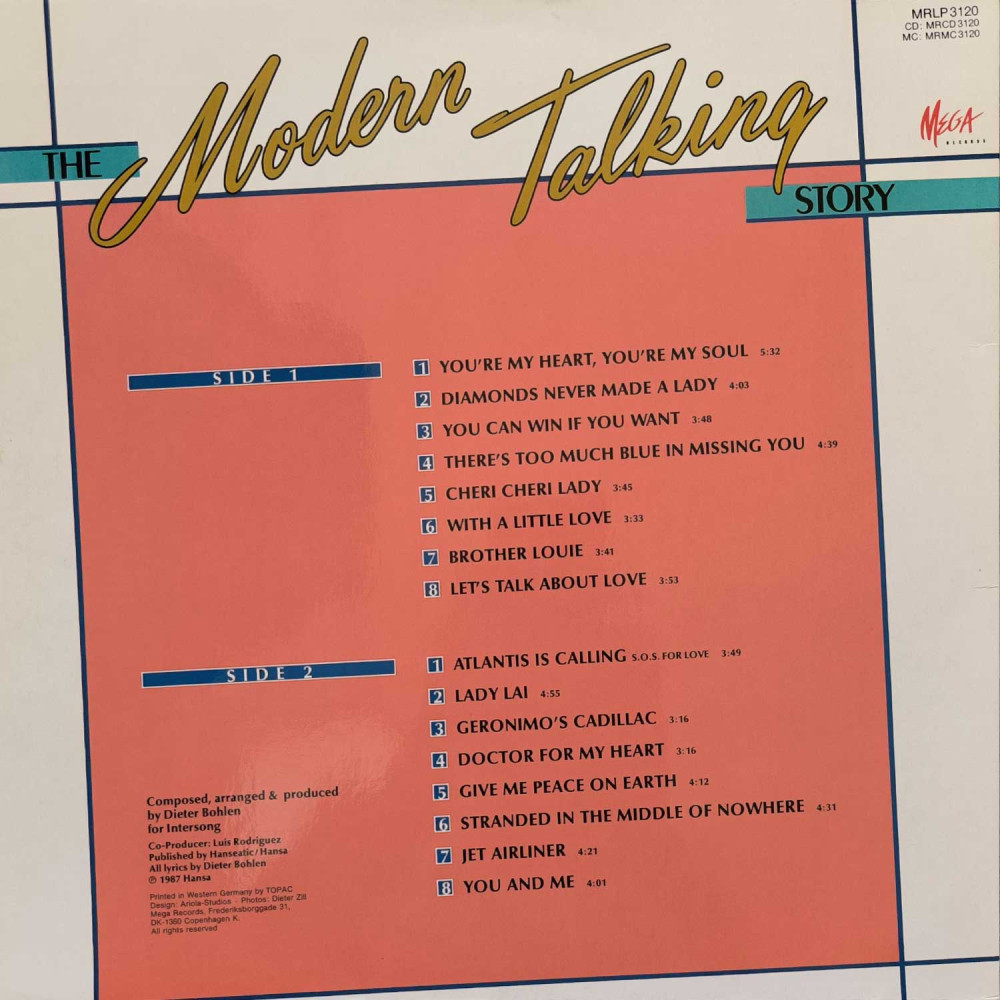 MRLP3120
CD: MRCD3120
MC: MRMC3120
MEGA
RECORDS
THE Modern Talking STORY
SIDE 1
1 YOU'RE MY HEART, YOU'RE MY SOUL 5:32
2 DIAMONDS NEVER MADE A LADY 4:03
3 YOU CAN WIN IF YOU WANT 3:48
4 THERE'S TOO MUCH BLUE IN MISSING YOU 4:39
5 CHERI CHERI LADY 3:45
6 WITH A LITTLE LOVE 3:33
7 BROTHER LOUIE 3:41
8 LET'S TALK ABOUT LOVE 3:53
SIDE 2
1 ATLANTIS IS CALLING S.O.S. FOR LOVE 3:49
2 LADY LAI 4:55
3 GERONIMO'S CADILLAC 3:16
4 DOCTOR FOR MY HEART 3:16
5 GIVE ME PEACE ON EARTH 4:12
6 STRANDED IN THE MIDDLE OF NOWHERE 4:31
7 JET AIRLINER 4:21
8 YOU AND ME 4:01
Composed, arranged & produced
by Dieter Bohlen
for Intersong
Co-Producer: Luis Rodriguez
Published by Hanseatic/Hansa
All lyrics by Dieter Bohlen
℗ 1987 Hansa
Printed in Western Germany by TOPAC
Design: Ariola-Studios - Photos: Dieter Zill
Mega Records, Frederiksborggade 31,
DK-1360 Copenhagen K.
All rights reserved